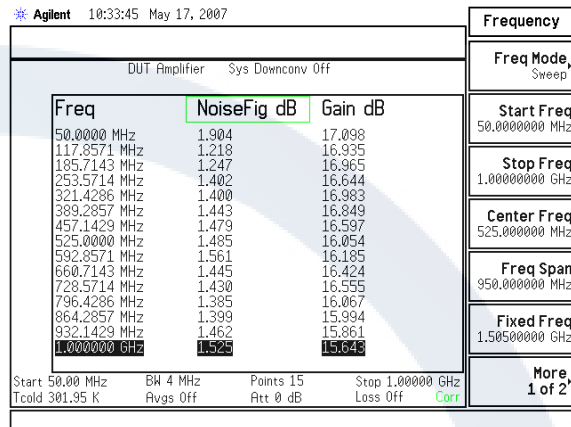 Agilent 10:33:45 May 17, 2007
Frequency
DUT Amplifier Sys Downconv Off
Freq NoiseFig dB Gain dB
50.0000 MHz 1.904 17.098
117.8571 MHz 1.218 16.935
185.7143 MHz 1.247 16.965
253.5714 MHz 1.402 16.644
321.4286 MHz 1.400 16.983
389.2857 MHz 1.443 16.849
457.1429 MHz 1.479 16.597
525.0000 MHz 1.485 16.054
592.8571 MHz 1.561 16.185
660.7143 MHz 1.445 16.424
728.5714 MHz 1.430 16.555
796.4286 MHz 1.385 16.067
864.2857 MHz 1.399 15.994
932.1429 MHz 1.462 15.861
1.000000 GHz 1.525 15.643
Start 50.00 MHz BW 4 MHz Points 15 Stop 1.00000 GHz
Tcold 301.95 K Avgs Off Att 0 dB Loss Off Corr
Freq Mode
Sweep
Start Freq
50.0000000 MHz
Stop Freq
1.00000000 GHz
Center Freq
525.000000 MHz
Freq Span
950.000000 MHz
Fixed Freq
1.50500000 GHz
More
1 of 2